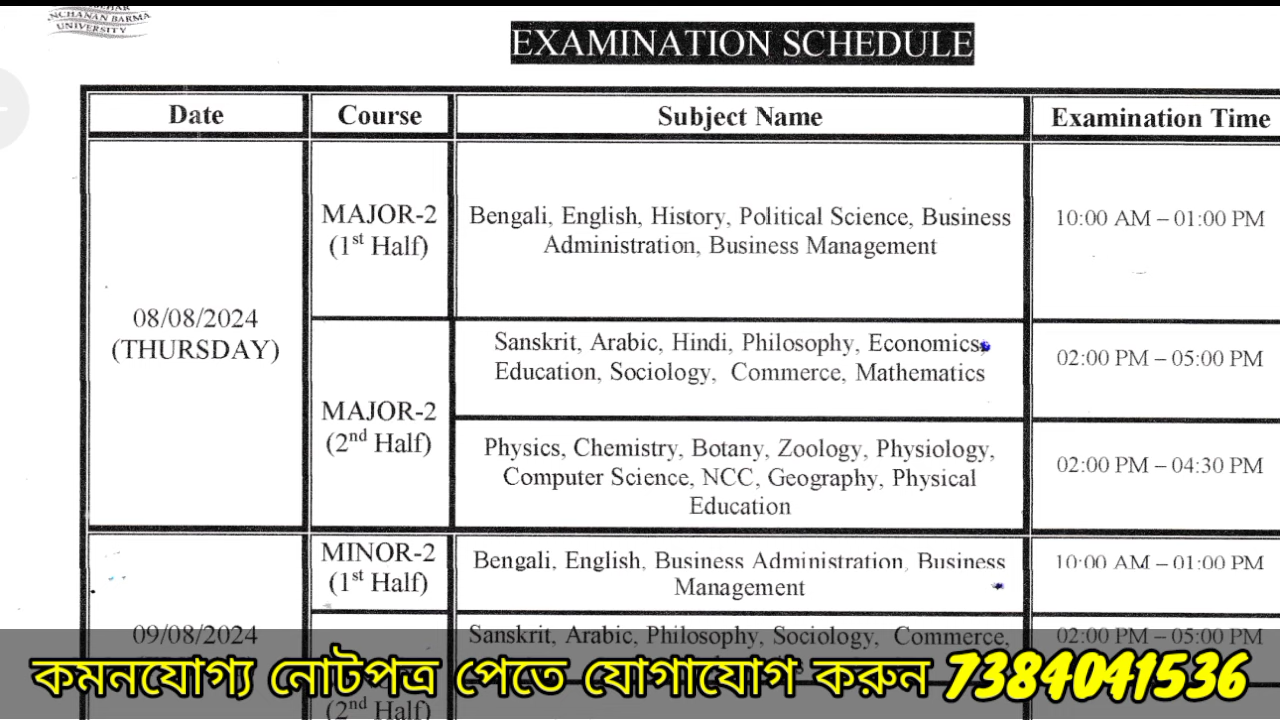 NCHANAN BARMA
UNIVERSITY
EXAMINATION SCHEDULE
Date Course Subject Name Examination Time
08/08/2024
(THURSDAY)
MAJOR-2
(1st Half)
Bengali, English, History, Political Science, Business
Administration, Business Management
10:00 AM – 01:00 PM
MAJOR-2
(2nd Half)
Sanskrit, Arabic, Hindi, Philosophy, Economics,
Education, Sociology, Commerce, Mathematics
02:00 PM – 05:00 PM
Physics, Chemistry, Botany, Zoology, Physiology,
Computer Science, NCC, Geography, Physical
Education
02:00 PM – 04:30 PM
09/08/2024
MINOR-2
(1st Half)
Bengali, English, Business Administration, Business
Management
10:00 AM – 01:00 PM
(2nd Half)
Sanskrit, Arabic, Philosophy, Sociology, Commerce,
02:00 PM – 05:00 PM
কমনযোগ্য নোটপত্র পেতে যোগাযোগ করুন 7384041536